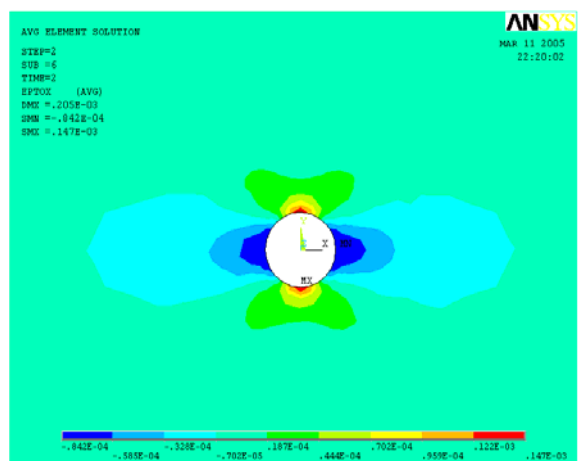 ANSYS
AVG ELEMENT SOLUTION
MAR 11 2005
22:20:02
STEP=2
SUB =6
TIME=2
EPTOX (AVG)
DMX =.205E-03
SMN =-.842E-04
SMX =.147E-03
Y
Z X MN
MX
-.842E-04 -.328E-04 .187E-04 .702E-04 .122E-03
-.585E-04 -.702E-05 .444E-04 .959E-04 .147E-03